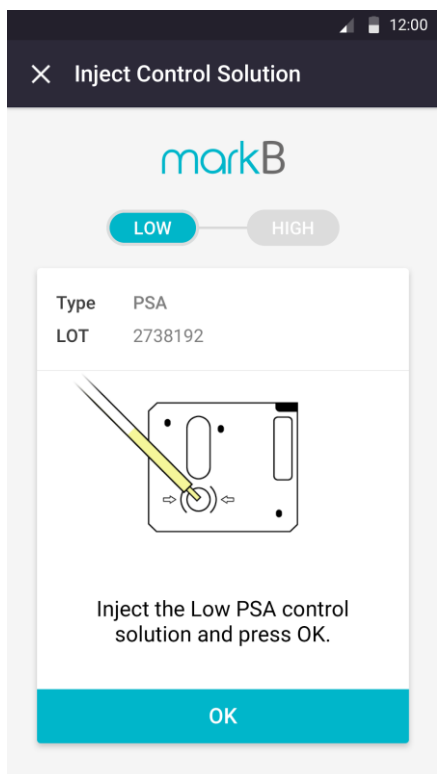 12:00
Inject Control Solution
markB
LOW HIGH
Type PSA
LOT 2738192
Inject the Low PSA control
solution and press OK.
OK